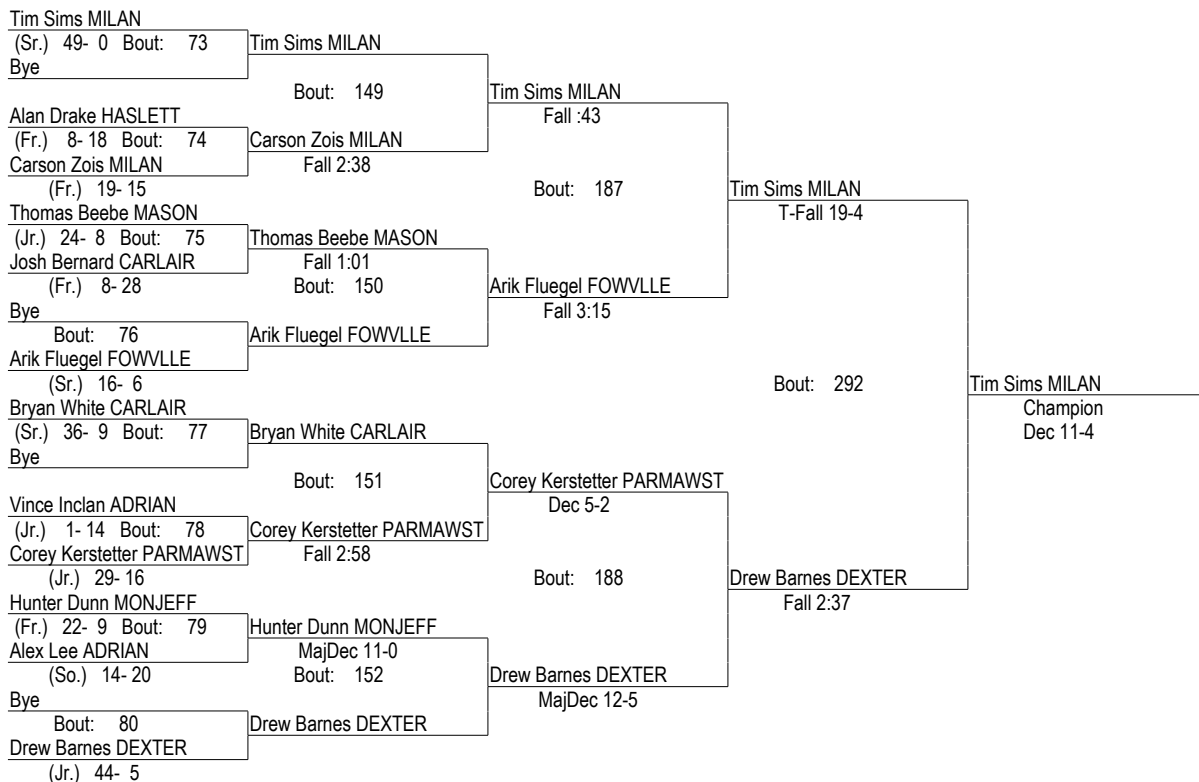 Tim Sims MILAN
(Sr.) 49- 0 Bout: 73 Tim Sims MILAN
Bye
Bout: 149 Tim Sims MILAN
Alan Drake HASLETT Fall :43
(Fr.) 8- 18 Bout: 74 Carson Zois MILAN
Carson Zois MILAN Fall 2:38
(Fr.) 19- 15 Bout: 187 Tim Sims MILAN
Thomas Beebe MASON T-Fall 19-4
(Jr.) 24- 8 Bout: 75 Thomas Beebe MASON
Josh Bernard CARLAIR Fall 1:01
(Fr.) 8- 28 Bout: 150 Arik Fluegel FOWVLLE
Bye Fall 3:15
Bout: 76 Arik Fluegel FOWVLLE
Arik Fluegel FOWVLLE
(Sr.) 16- 6 Bout: 292 Tim Sims MILAN
Bryan White CARLAIR Champion
(Sr.) 36- 9 Bout: 77 Bryan White CARLAIR Dec 11-4
Bye
Bout: 151 Corey Kerstetter PARMAWST
Vince Inclan ADRIAN Dec 5-2
(Jr.) 1- 14 Bout: 78 Corey Kerstetter PARMAWST
Corey Kerstetter PARMAWST Fall 2:58
(Jr.) 29- 16 Bout: 188 Drew Barnes DEXTER
Hunter Dunn MONJEFF Fall 2:37
(Fr.) 22- 9 Bout: 79 Hunter Dunn MONJEFF
Alex Lee ADRIAN MajDec 11-0
(So.) 14- 20 Bout: 152 Drew Barnes DEXTER
Bye MajDec 12-5
Bout: 80 Drew Barnes DEXTER
Drew Barnes DEXTER
(Jr.) 44- 5